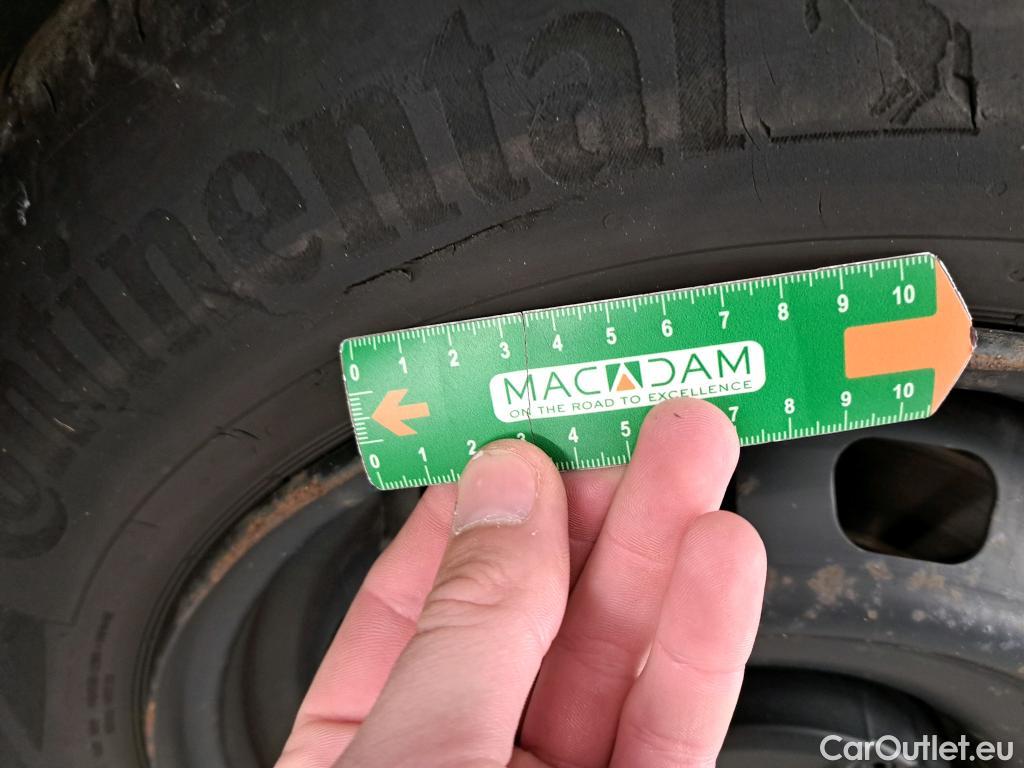 Continental
0 1 2 3 4 5 6 7 8 9 10
MACADAM
ON THE ROAD TO EXCELLENCE
0 1 2 3 4 5 7 8 9 10
CarOutlet.eu